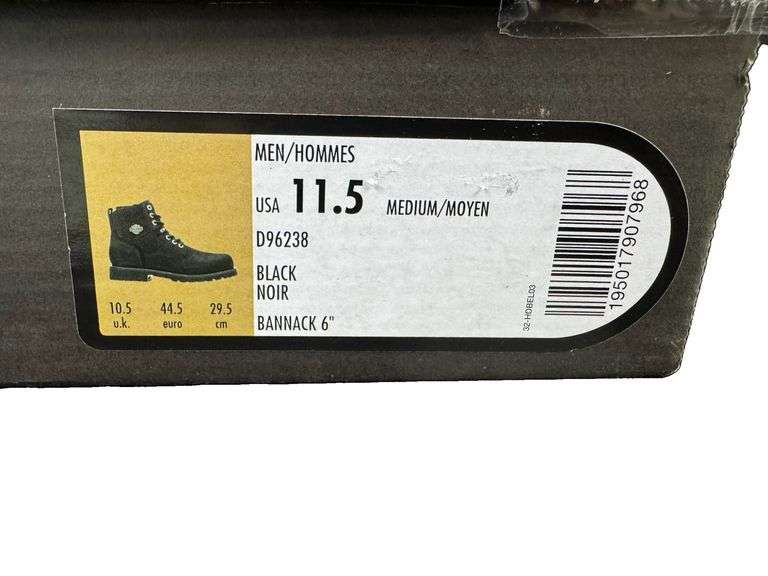 MEN/HOMMES
USA 11.5 MEDIUM/MOYEN
D96238
BLACK
NOIR
BANNACK 6"
10.5 44.5 29.5
u.k. euro cm
32-HDBEL03
195017907968